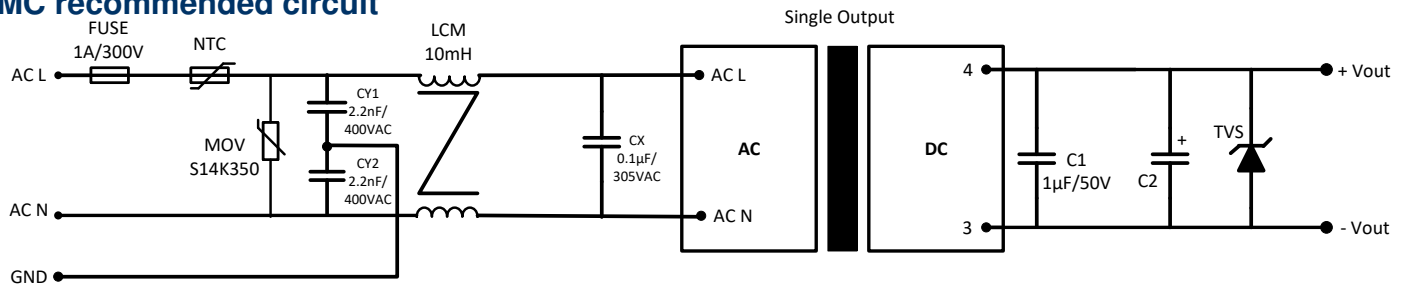 MC recommended circuit
Single Output
FUSE
1A/300V
NTC
LCM
10mH
AC L
CY1
2.2nF/
400VAC
MOV
S14K350
CY2
2.2nF/
400VAC
CX
0.1µF/
305VAC
AC L
AC
DC
4
+ Vout
C1
1µF/50V
+
C2
TVS
AC N
AC N
3
- Vout
GND